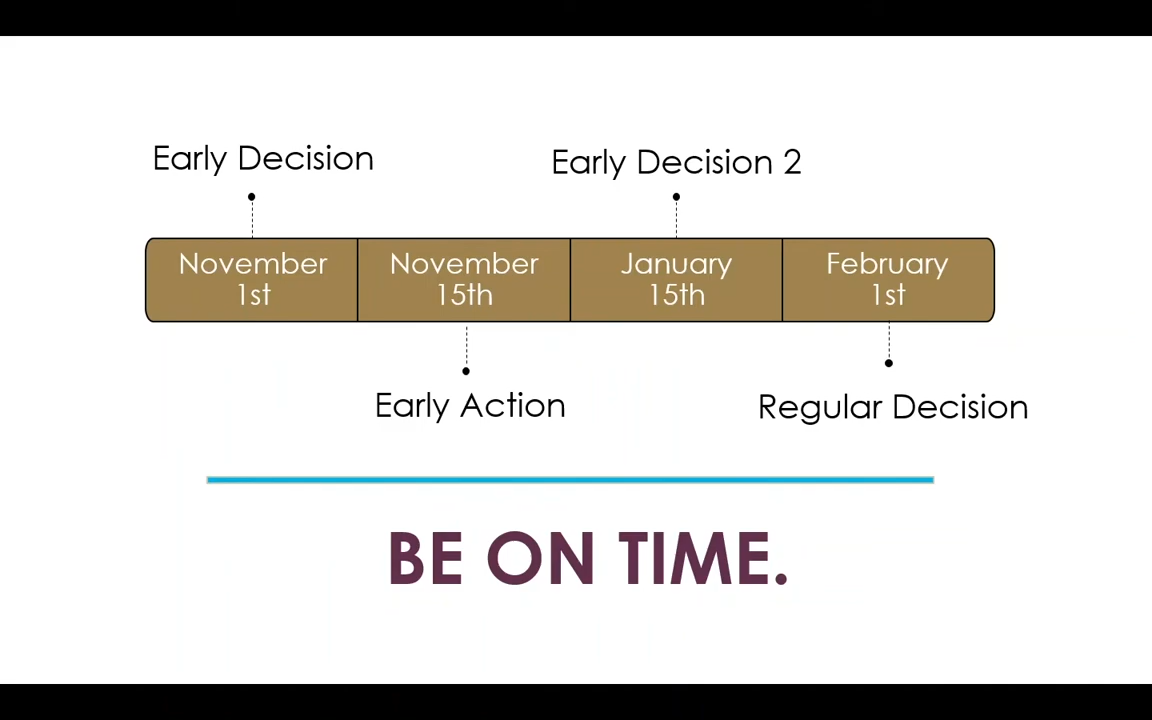 Early Decision
Early Decision 2
November
1st
November
15th
January
15th
February
1st
Early Action
Regular Decision
BE ON TIME.